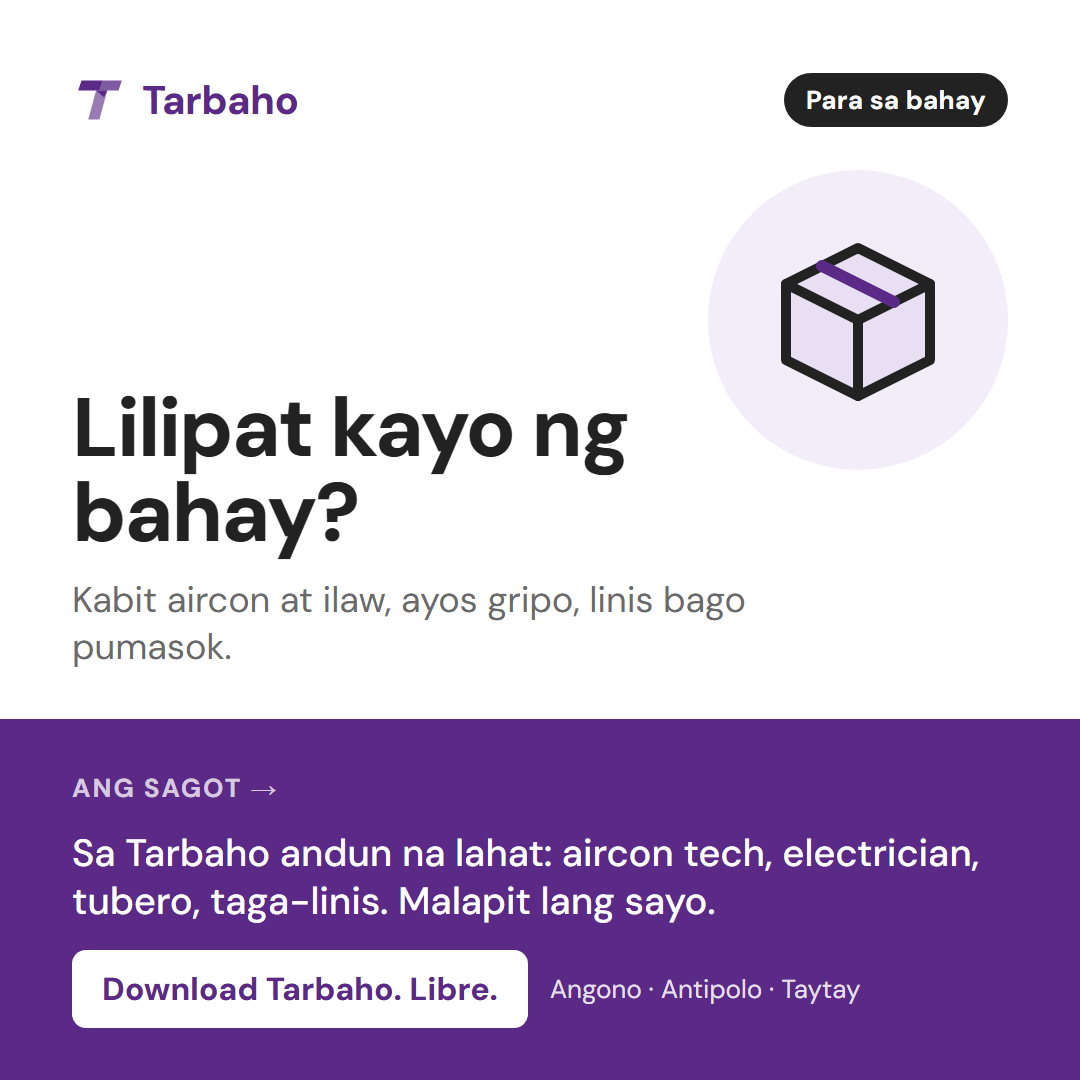 Tarbaho
Para sa bahay
Lilipat kayo ng
bahay?
Kabit aircon at ilaw, ayos gripo, linis bago
pumasok.
ANG SAGOT →
Sa Tarbaho andun na lahat: aircon tech, electrician,
tubero, taga-linis. Malapit lang sayo.
Download Tarbaho. Libre.
Angono · Antipolo · Taytay